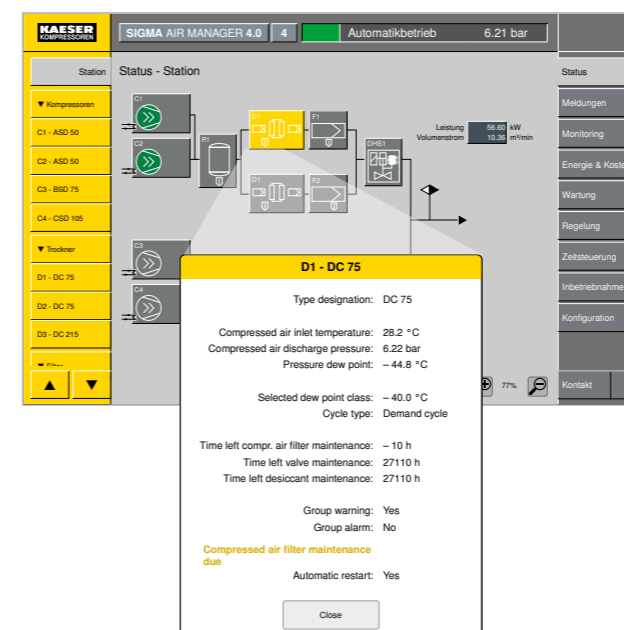 KAESER
KOMPRESSOREN
SIGMA AIR MANAGER 4.0
4
Automatikbetrieb
6.21 bar
Station
Status - Station
Status
▼ Kompressoren
C1 - ASD 50
C2 - ASD 50
C3 - BSD 75
C4 - CSD 105
▼ Trockner
D1 - DC 75
D2 - DC 75
D3 - DC 215
▼ Filter
C1
C2
R1
D1
F1
D1
F2
DHS1
C3
C4
Leistung 56.60 kW
Volumenstrom 10.36 m³/min
Meldungen
Monitoring
Energie & Koste
Wartung
Regelung
Zeitsteuerung
Inbetriebnahme
Konfiguration
77%
Kontakt
D1 - DC 75
Type designation: DC 75
Compressed air inlet temperature: 28.2 °C
Compressed air discharge pressure: 6.22 bar
Pressure dew point: – 44.8 °C
Selected dew point class: – 40.0 °C
Cycle type: Demand cycle
Time left compr. air filter maintenance: – 10 h
Time left valve maintenance: 27110 h
Time left desiccant maintenance: 27110 h
Group warning: Yes
Group alarm: No
Compressed air filter maintenance
due
Automatic restart: Yes
Close